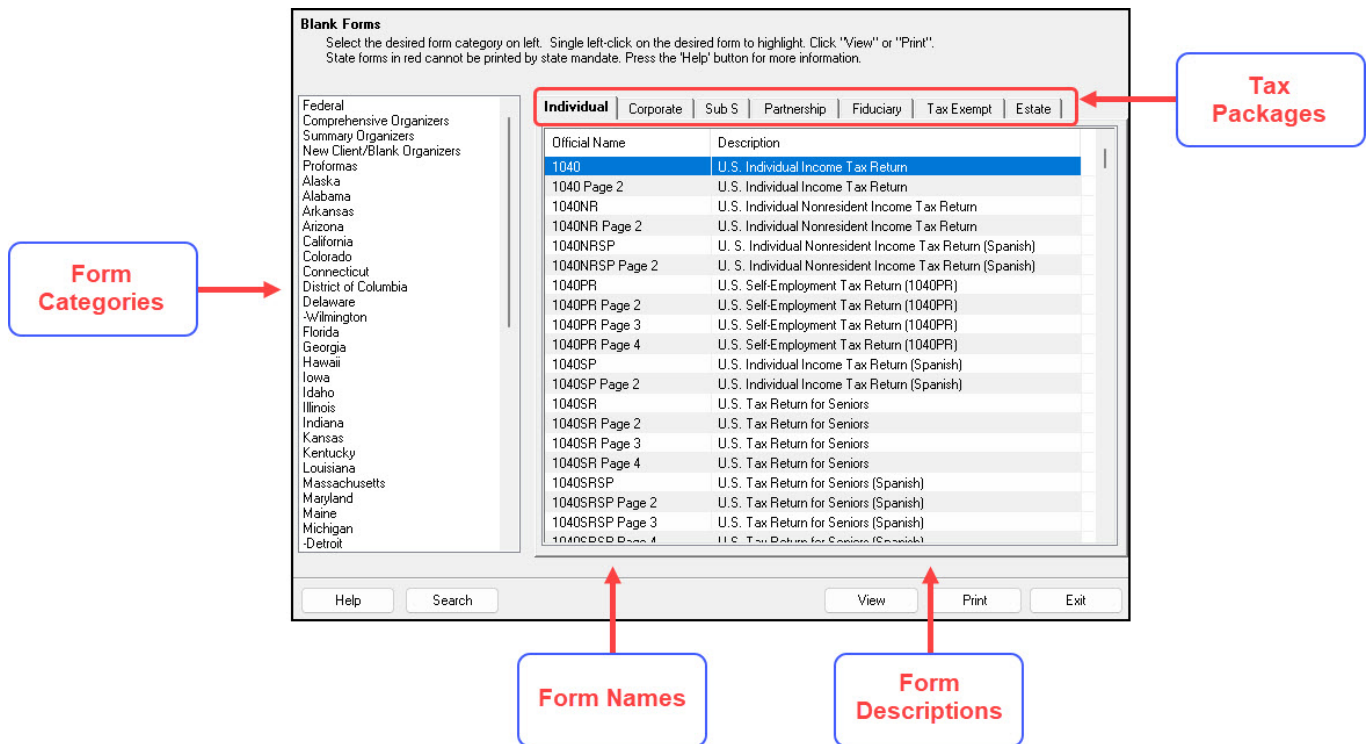 Blank Forms
Select the desired form category on left. Single left-click on the desired form to highlight. Click "View" or "Print".
State forms in red cannot be printed by state mandate. Press the 'Help' button for more information.
Tax
Packages
Form
Categories
Federal
Comprehensive Organizers
Summary Organizers
New Client/Blank Organizers
Proformas
Alaska
Alabama
Arkansas
Arizona
California
Colorado
Connecticut
District of Columbia
Delaware
-Wilmington
Florida
Georgia
Hawaii
Iowa
Idaho
Illinois
Indiana
Kansas
Kentucky
Louisiana
Massachusetts
Maryland
Maine
Michigan
-Detroit
Individual Corporate Sub S Partnership Fiduciary Tax Exempt Estate
Official Name Description
1040 U.S. Individual Income Tax Return
1040 Page 2 U.S. Individual Income Tax Return
1040NR U.S. Individual Nonresident Income Tax Return
1040NR Page 2 U.S. Individual Nonresident Income Tax Return
1040NRSP U. S. Individual Nonresident Income Tax Return (Spanish)
1040NRSP Page 2 U. S. Individual Nonresident Income Tax Return (Spanish)
1040PR U.S. Self-Employment Tax Return (1040PR)
1040PR Page 2 U.S. Self-Employment Tax Return (1040PR)
1040PR Page 3 U.S. Self-Employment Tax Return (1040PR)
1040PR Page 4 U.S. Self-Employment Tax Return (1040PR)
1040SP U.S. Individual Income Tax Return (Spanish)
1040SP Page 2 U.S. Individual Income Tax Return (Spanish)
1040SR U.S. Tax Return for Seniors
1040SR Page 2 U.S. Tax Return for Seniors
1040SR Page 3 U.S. Tax Return for Seniors
1040SR Page 4 U.S. Tax Return for Seniors
1040SRSP U.S. Tax Return for Seniors (Spanish)
1040SRSP Page 2 U.S. Tax Return for Seniors (Spanish)
1040SRSP Page 3 U.S. Tax Return for Seniors (Spanish)
1040SRSP Page 4 U.S. Tax Return for Seniors (Spanish)
Help Search View Print Exit
Form Names
Form
Descriptions